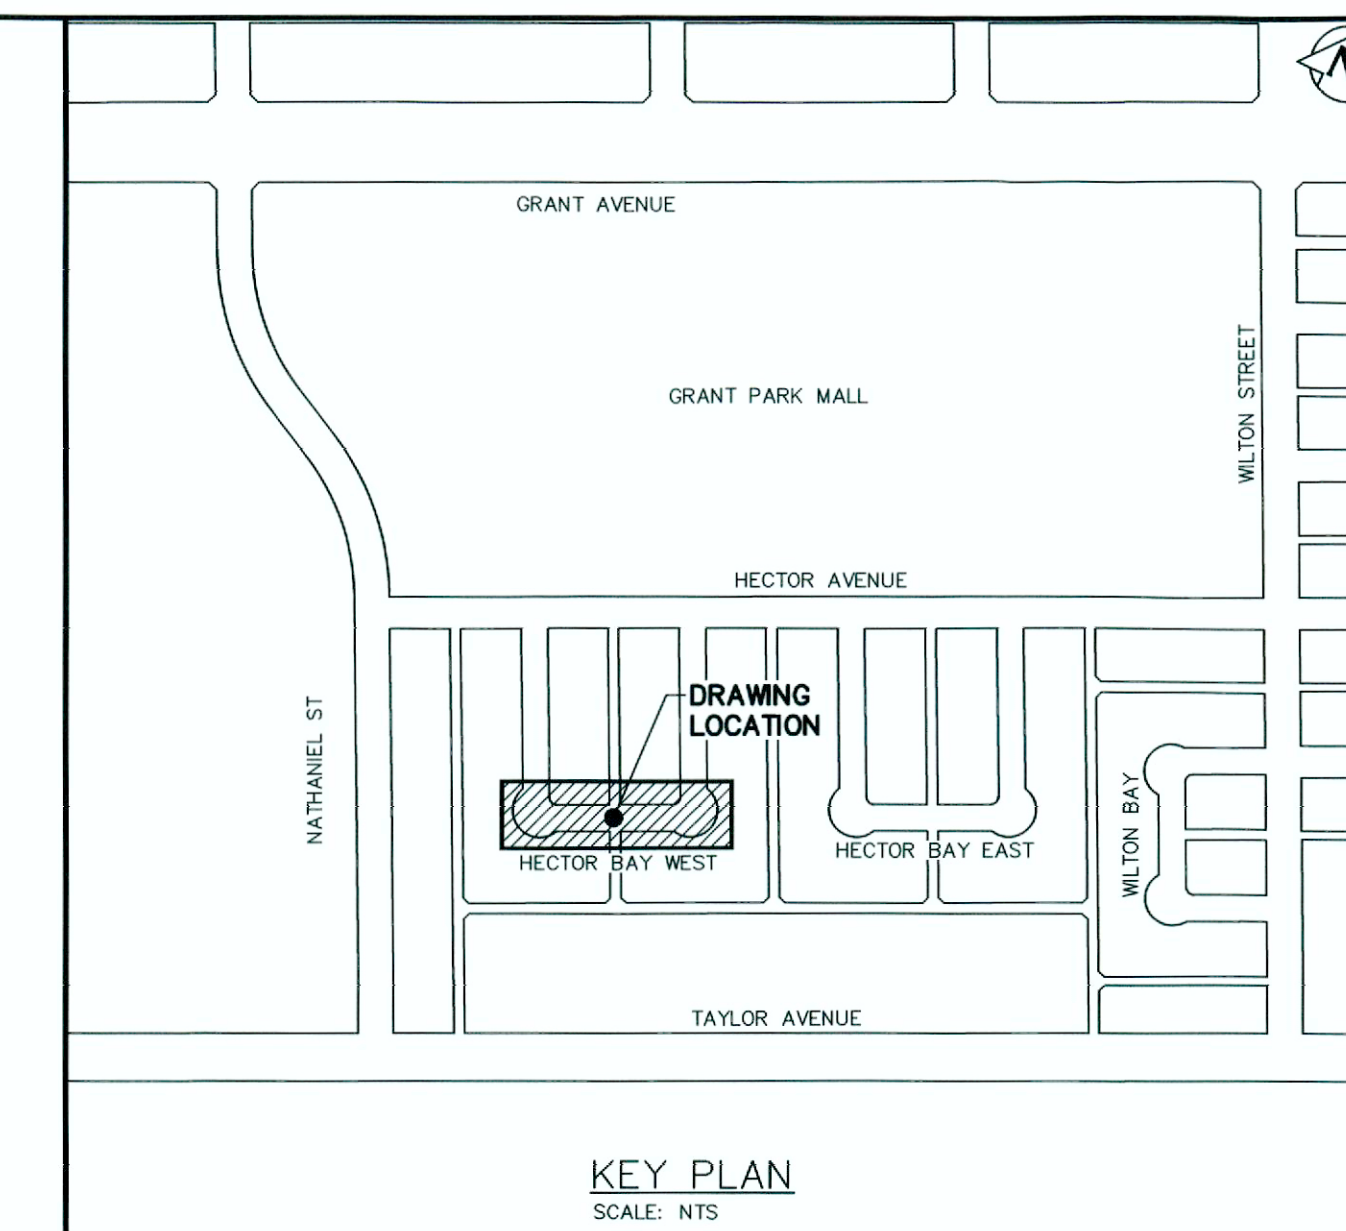 GRANT AVENUE
GRANT PARK MALL
WILTON STREET
HECTOR AVENUE
DRAWING
LOCATION
NATHANIEL ST
HECTOR BAY WEST
HECTOR BAY EAST
WILTON BAY
TAYLOR AVENUE
KEY PLAN
SCALE: NTS